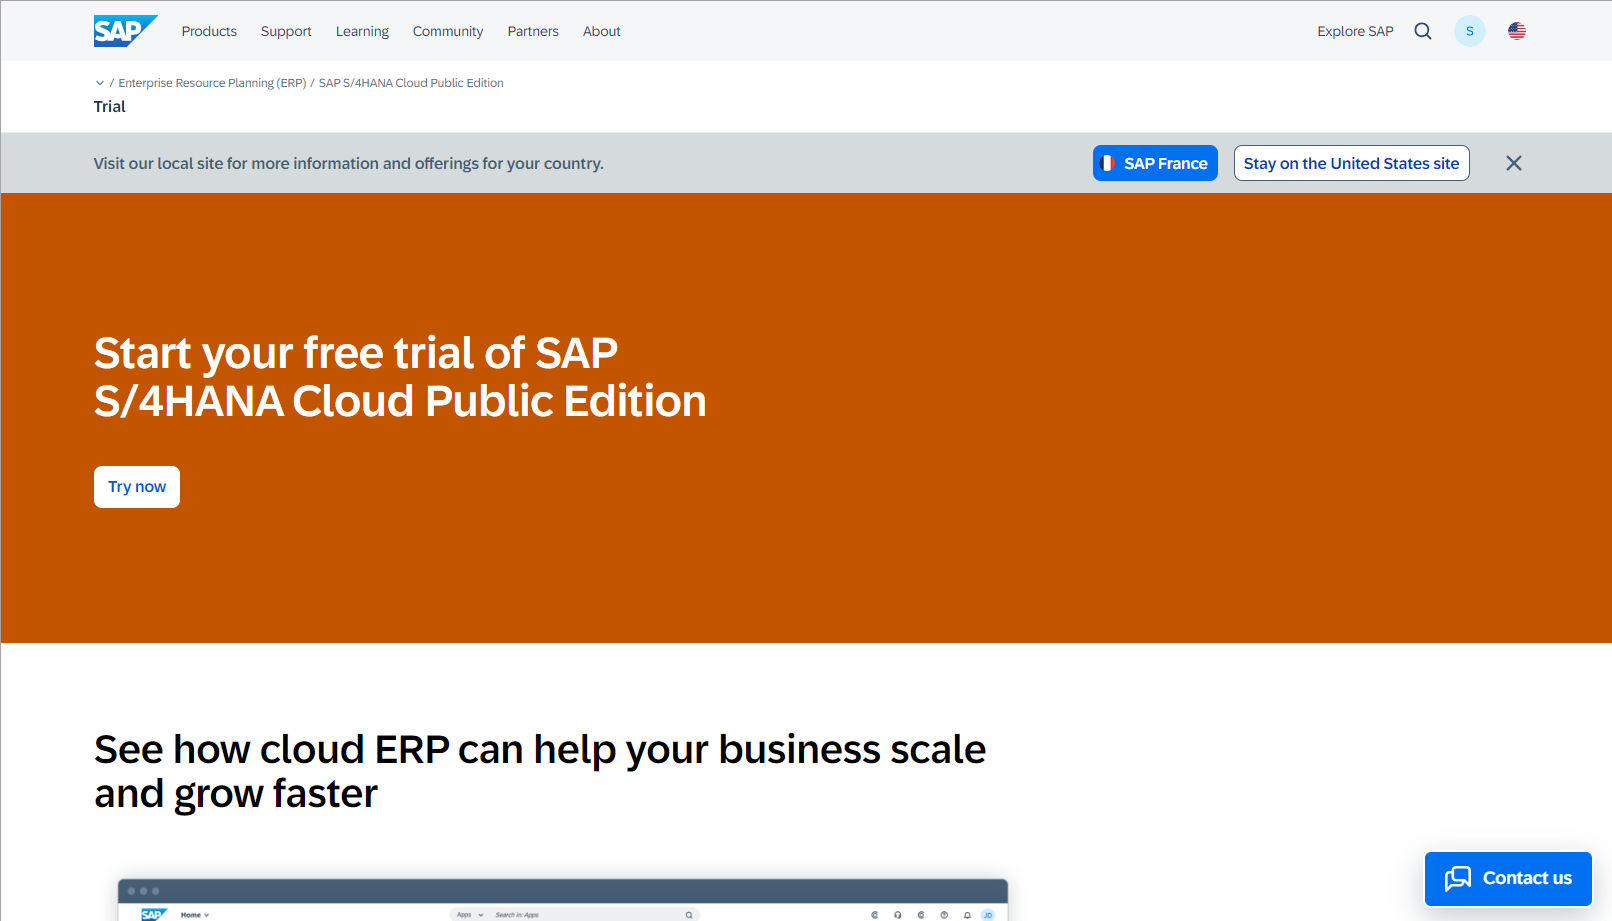 SAP Products Support Learning Community Partners About Explore SAP S
/ Enterprise Resource Planning (ERP) / SAP S/4HANA Cloud Public Edition
Trial
Visit our local site for more information and offerings for your country. SAP France Stay on the United States site
Start your free trial of SAP
S/4HANA Cloud Public Edition
Try now
See how cloud ERP can help your business scale
and grow faster
Contact us
SAP Home Apps Search in: Apps JD